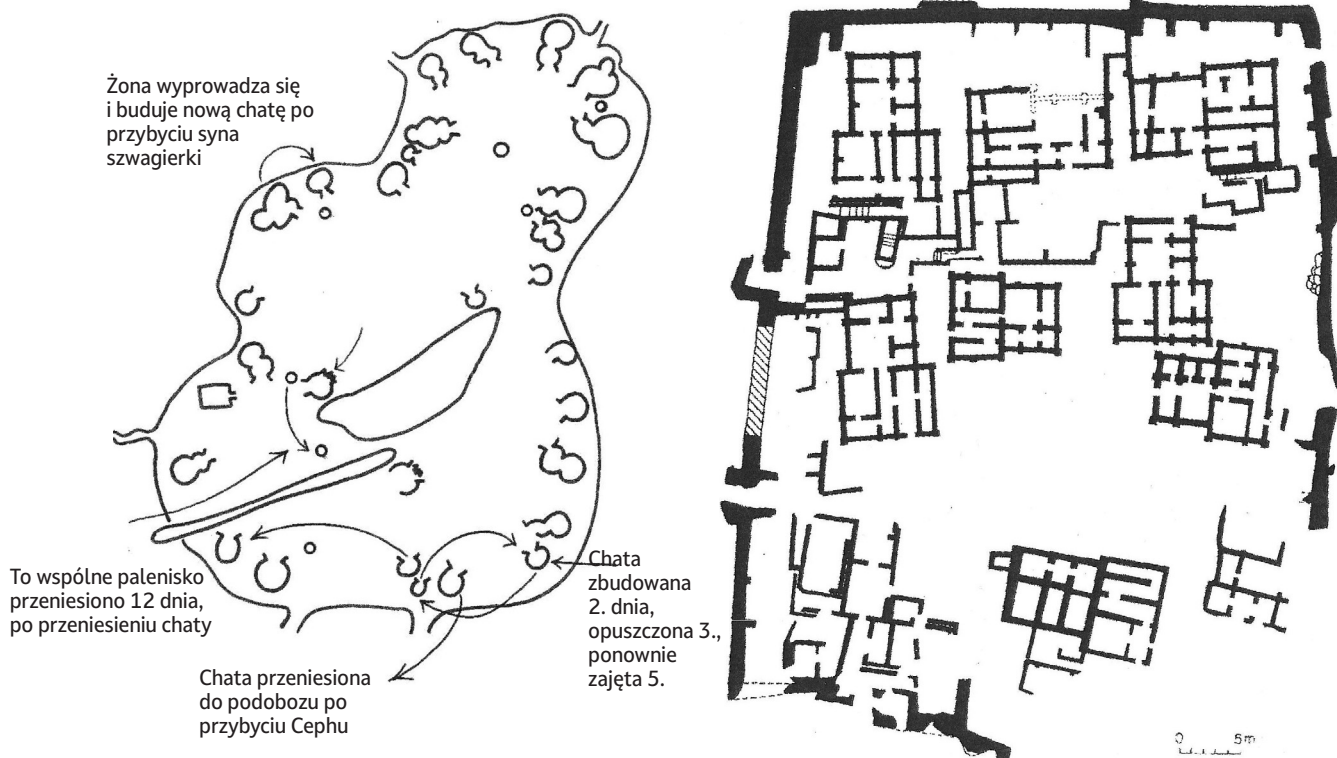 Żona wyprowadza się
i buduje nową chatę po
przybyciu syna
szwagierki
To wspólne palenisko
przeniesiono 12 dnia,
po przeniesieniu chaty
Chata przeniesiona
do podobozu po
przybyciu Cephu
Chata
zbudowana
2. dnia,
opuszczona 3.,
ponownie
zajęta 5.
0 5m